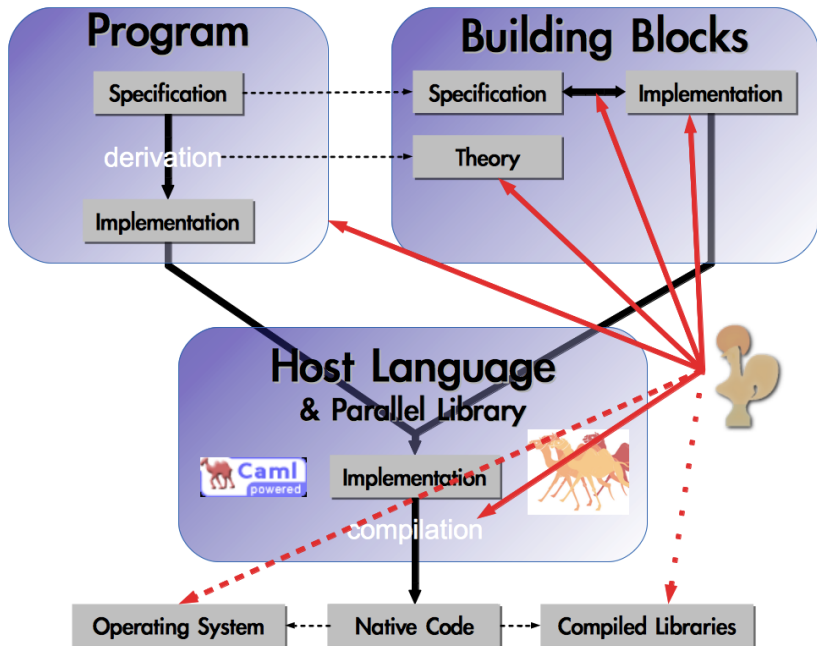 Program
Building Blocks
Specification
Specification
Implementation
derivation
Theory
Implementation
Host Language
& Parallel Library
Caml
powered
Implementation
compilation
Operating System
Native Code
Compiled Libraries